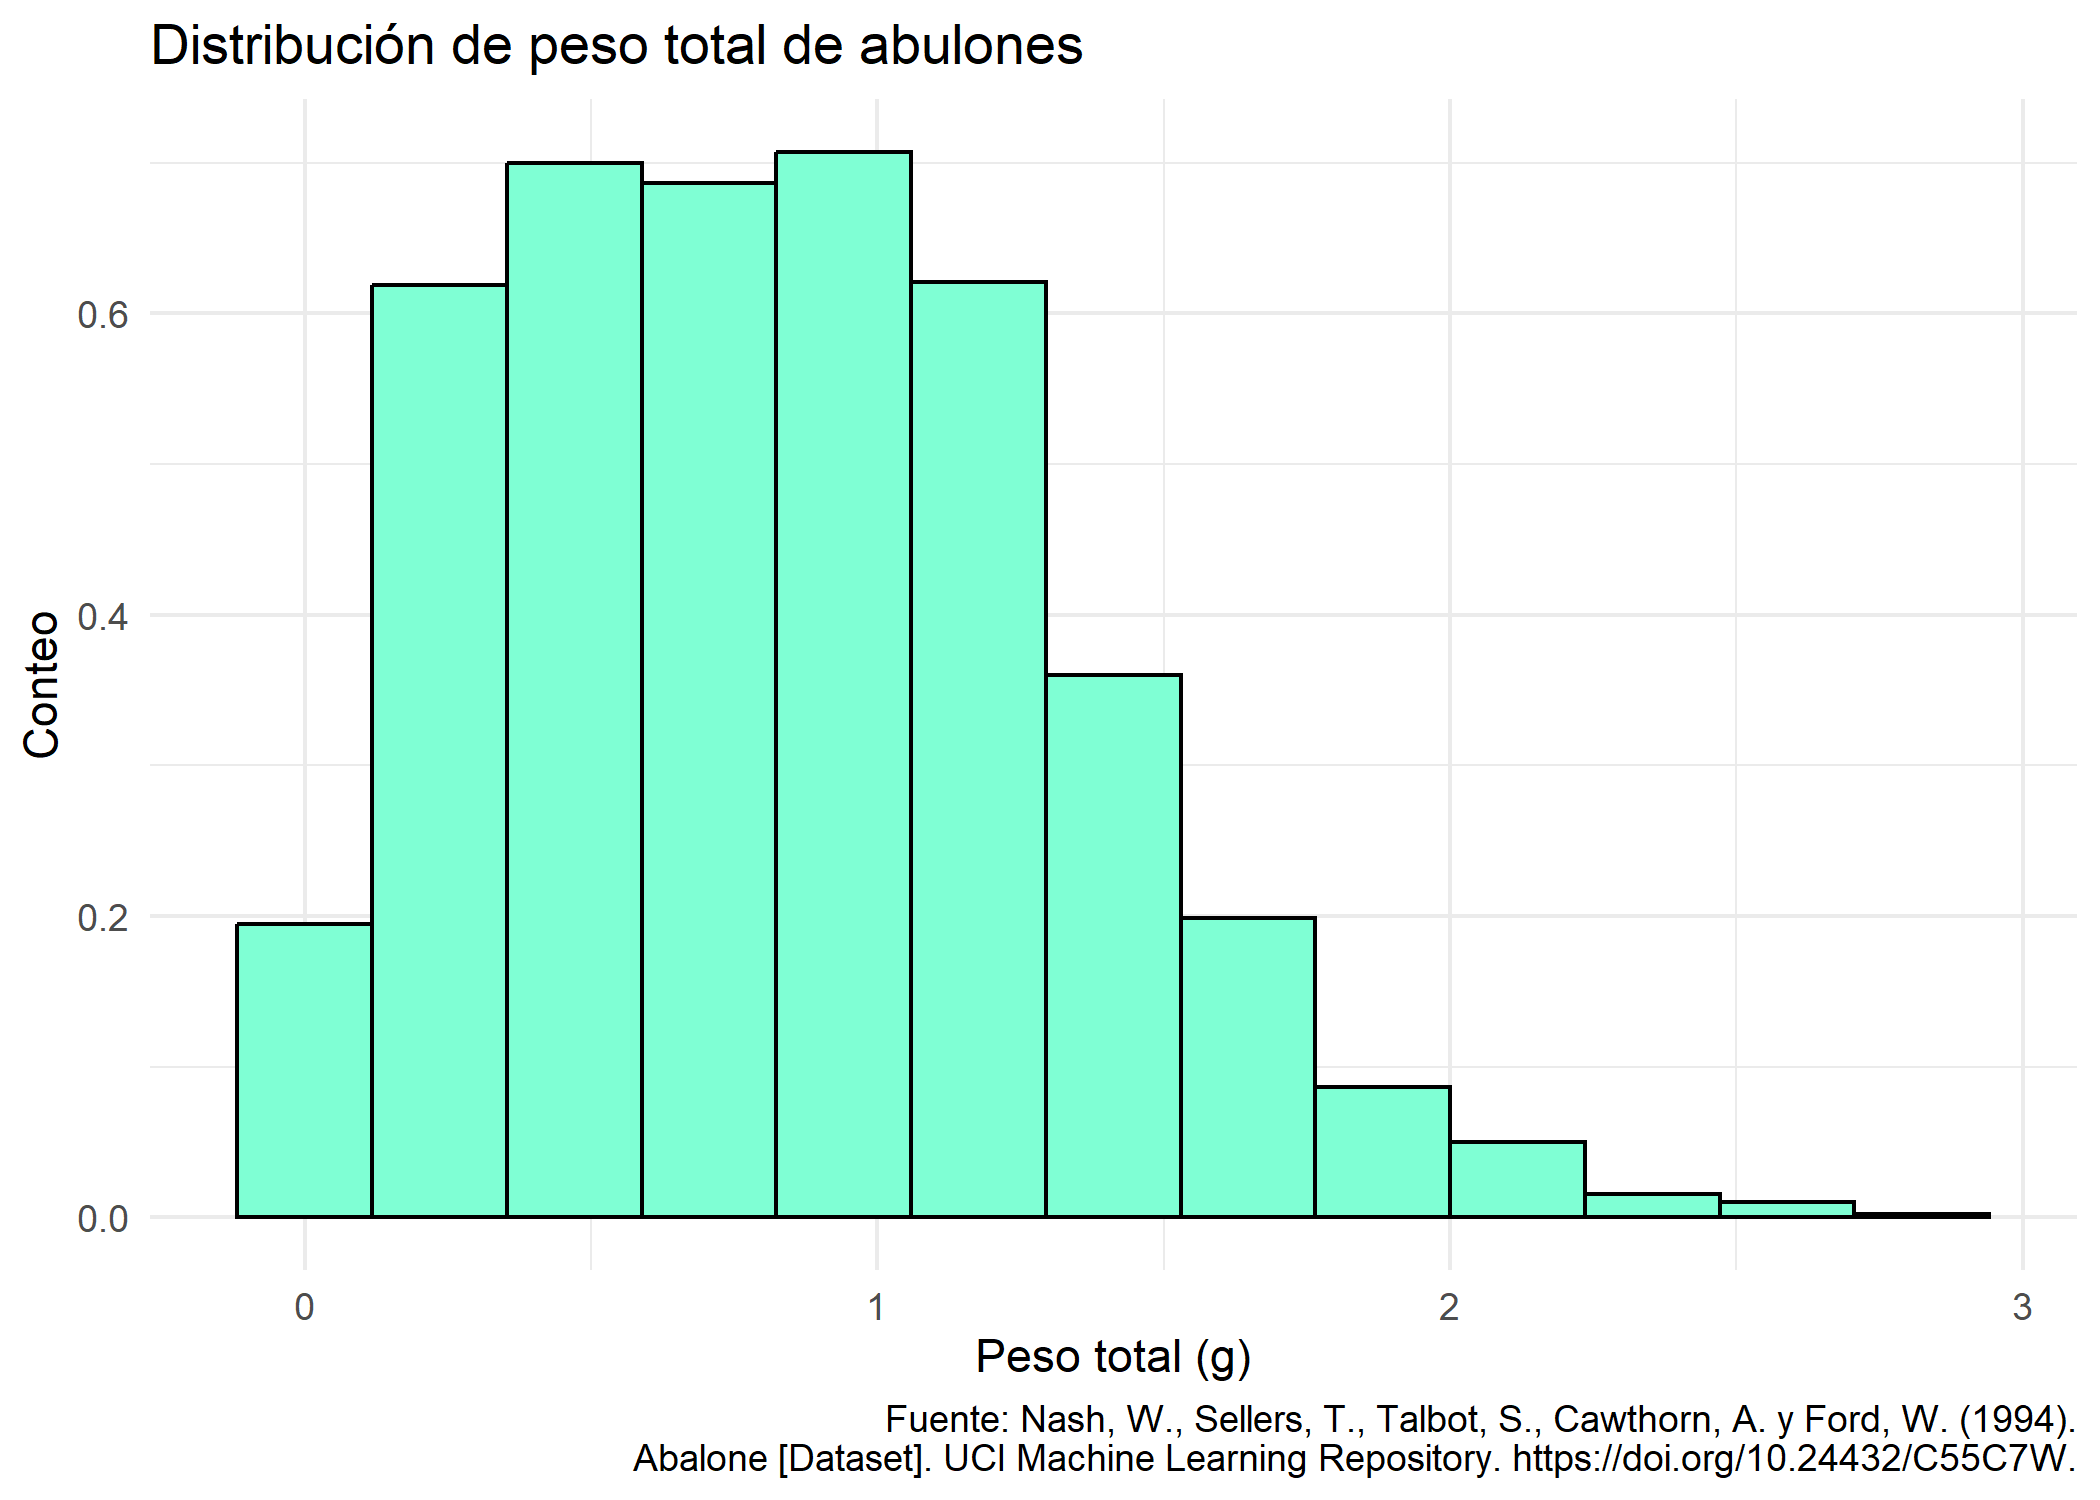 Distribución de peso total de abulones
Conteo
0.6
0.4
0.2
0.0
0 1 2 3
Peso total (g)
Fuente: Nash, W., Sellers, T., Talbot, S., Cawthorn, A. y Ford, W. (1994).
Abalone [Dataset]. UCI Machine Learning Repository. https://doi.org/10.24432/C55C7W.